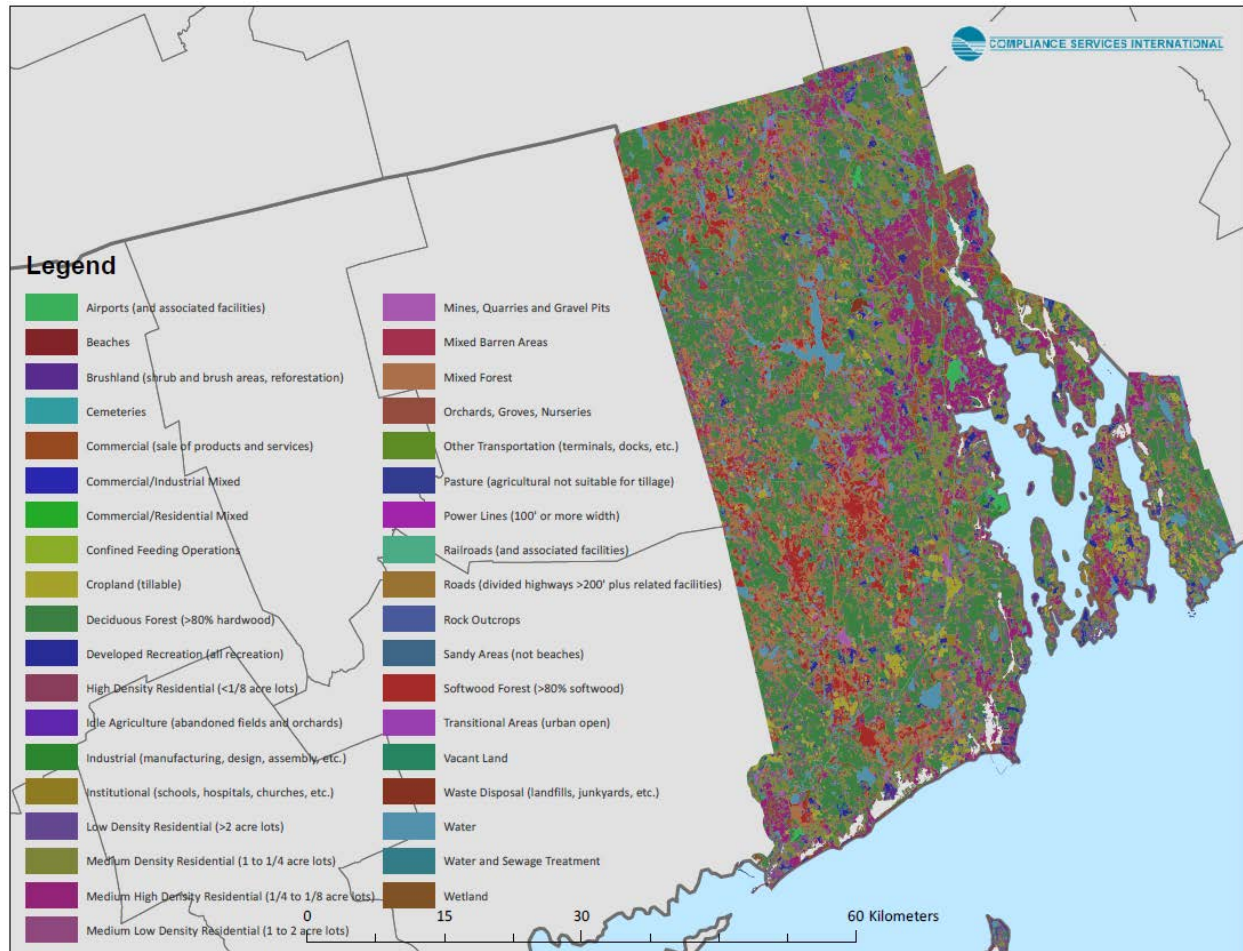 COMPLIANCE SERVICES INTERNATIONAL
Legend
Airports (and associated facilities)
Beaches
Brushland (shrub and brush areas, reforestation)
Cemeteries
Commercial (sale of products and services)
Commercial/Industrial Mixed
Commercial/Residential Mixed
Confined Feeding Operations
Cropland (tillable)
Deciduous Forest (>80% hardwood)
Developed Recreation (all recreation)
High Density Residential (<1/8 acre lots)
Idle Agriculture (abandoned fields and orchards)
Industrial (manufacturing, design, assembly, etc.)
Institutional (schools, hospitals, churches, etc.)
Low Density Residential (>2 acre lots)
Medium Density Residential (1 to 1/4 acre lots)
Medium High Density Residential (1/4 to 1/8 acre lots)
Medium Low Density Residential (1 to 2 acre lots)
Mines, Quarries and Gravel Pits
Mixed Barren Areas
Mixed Forest
Orchards, Groves, Nurseries
Other Transportation (terminals, docks, etc.)
Pasture (agricultural not suitable for tillage)
Power Lines (100' or more width)
Railroads (and associated facilities)
Roads (divided highways >200' plus related facilities)
Rock Outcrops
Sandy Areas (not beaches)
Softwood Forest (>80% softwood)
Transitional Areas (urban open)
Vacant Land
Waste Disposal (landfills, junkyards, etc.)
Water
Water and Sewage Treatment
Wetland
0 15 30 60 Kilometers